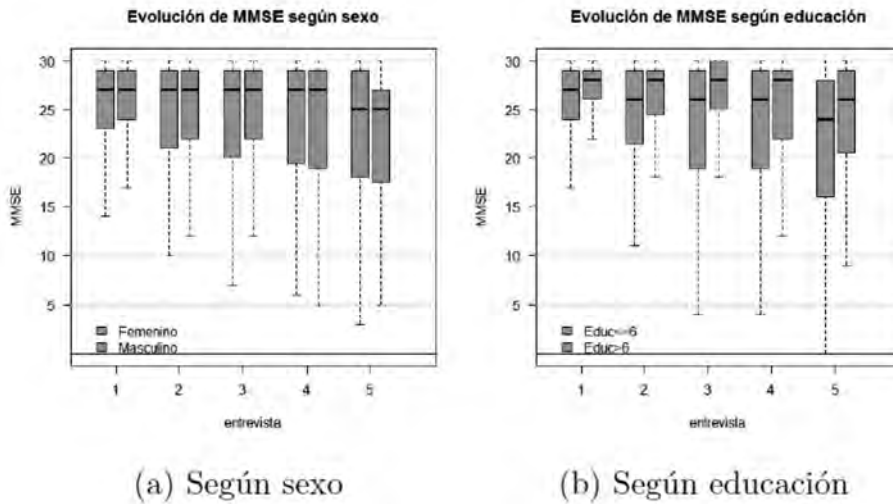 Evolución de MMSE según sexo
30
25
20
15
10
5
MMSE
Femenino
Masculino
1 2 3 4 5
entrevista
(a) Según sexo
Evolución de MMSE según educación
30
25
20
15
10
5
MMSE
Educ<=6
Educ>6
1 2 3 4 5
entrevista
(b) Según educación